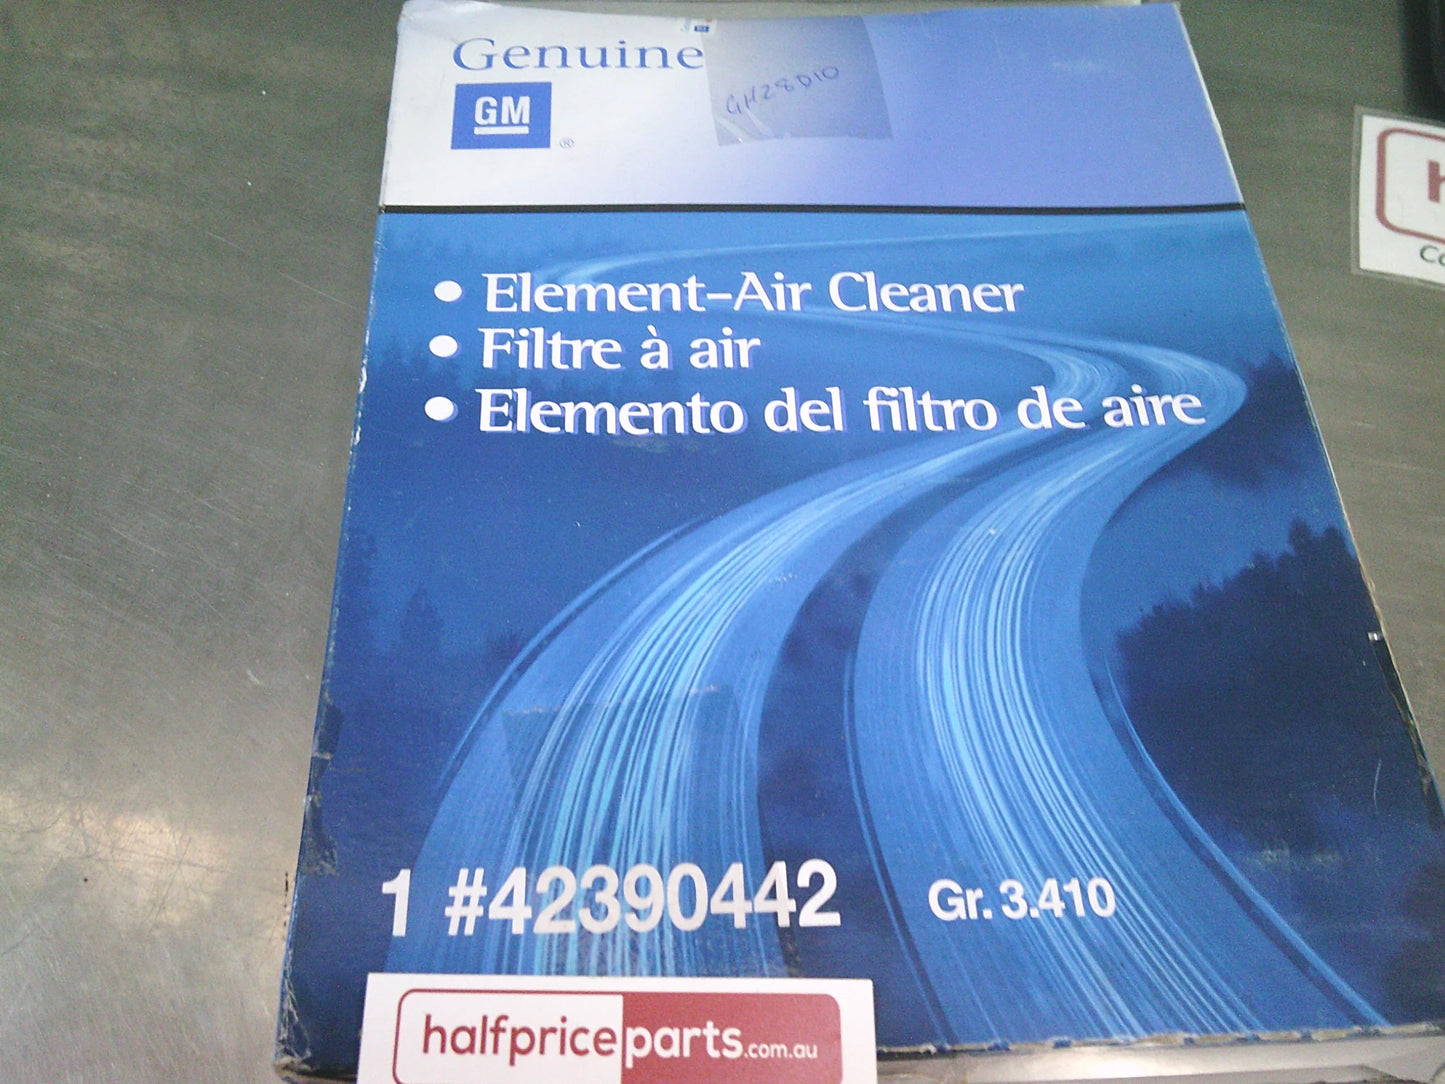 Genuine
GH28D10
GM
®
• Element-Air Cleaner
• Filtre à air
• Elemento del filtro de aire
1 #42390442 Gr. 3.410
halfpriceparts.com.au